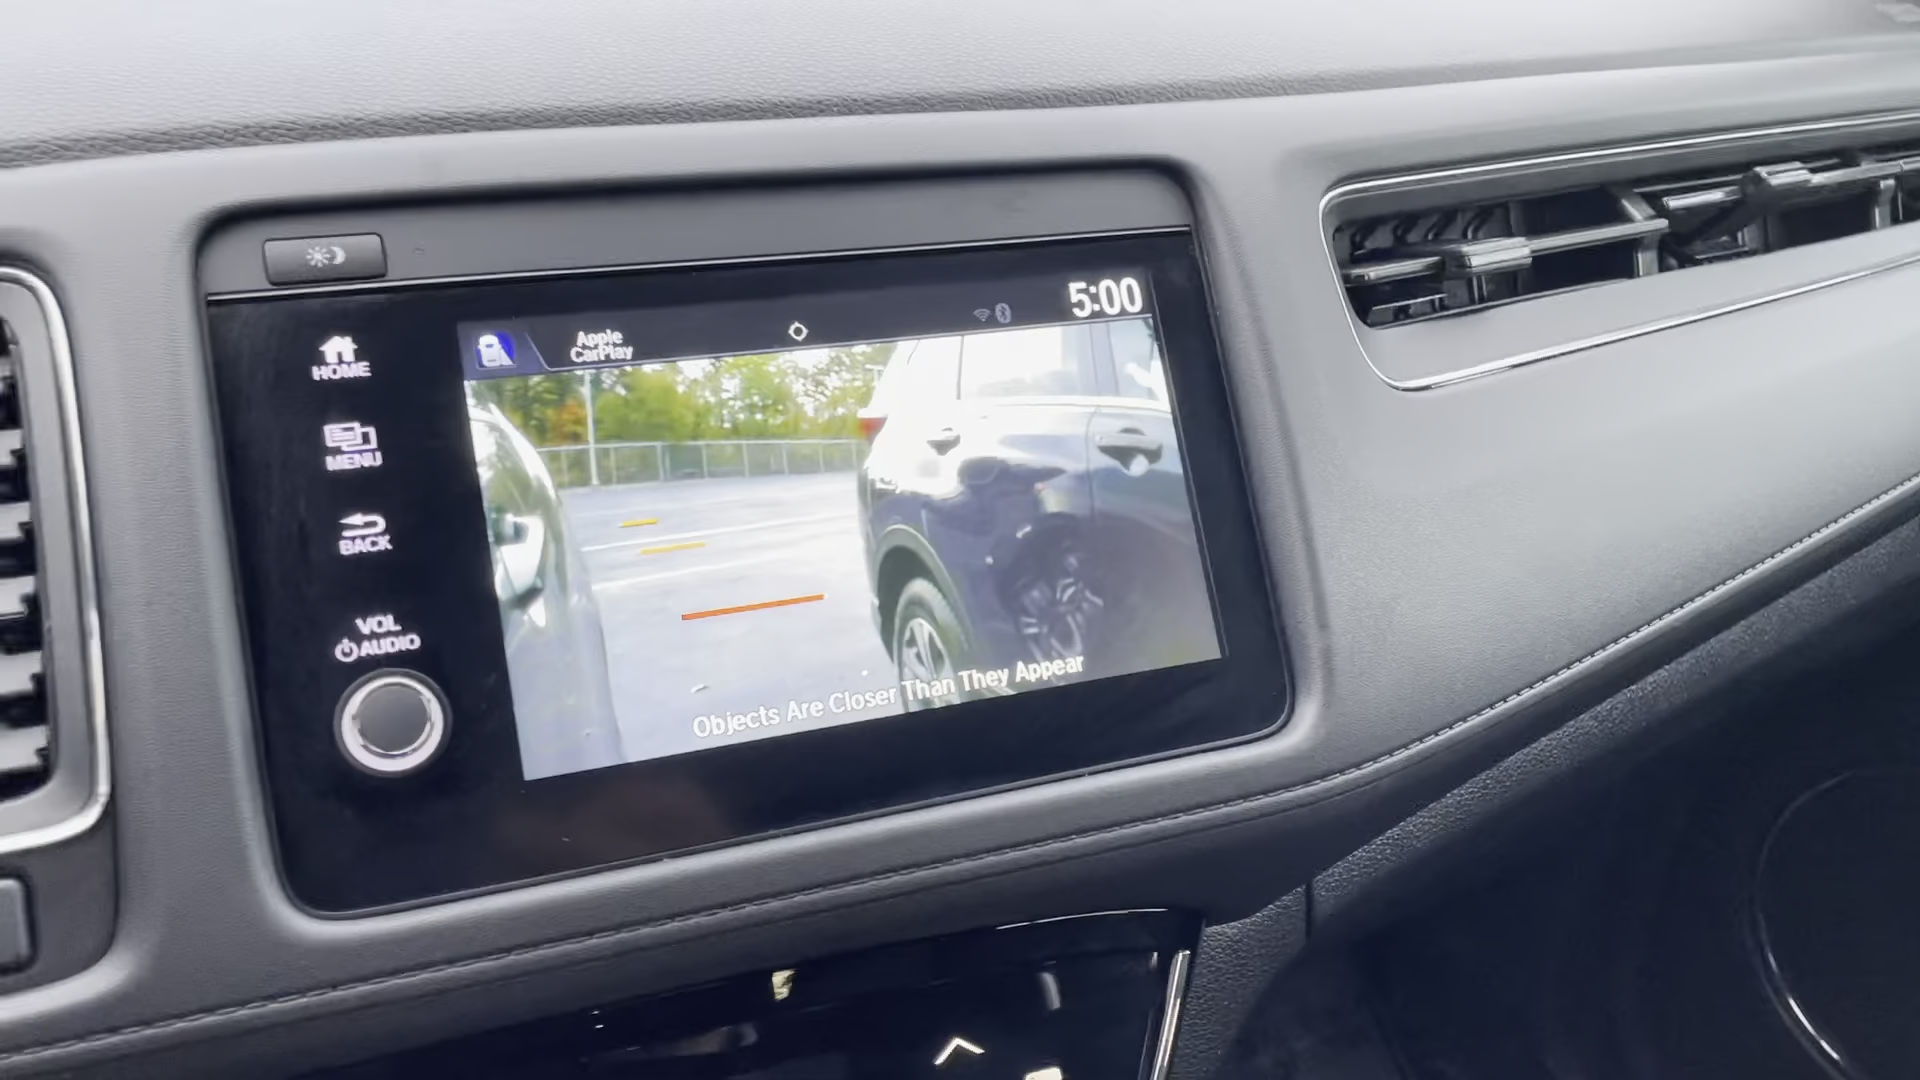 5:00
Apple
CarPlay
HOME
MENU
BACK
VOL
AUDIO
Objects Are Closer Than They Appear